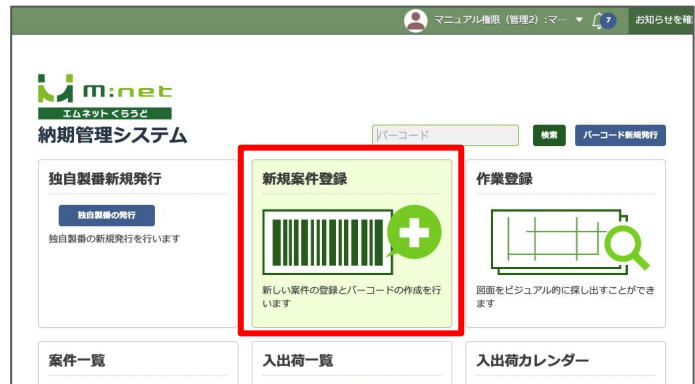 マニュアル権限（管理2）:マ… ▼ 7 お知らせを確
m:net
エムネットくらうど
納期管理システム
バーコード 検索 バーコード新規発行
独自製番新規発行
独自製番の発行
独自製番の新規発行を行います
新規案件登録
新しい案件の登録とバーコードの作成を行
います
作業登録
図面をビジュアル的に探し出すことができ
ます
案件一覧
入出荷一覧
入出荷カレンダー